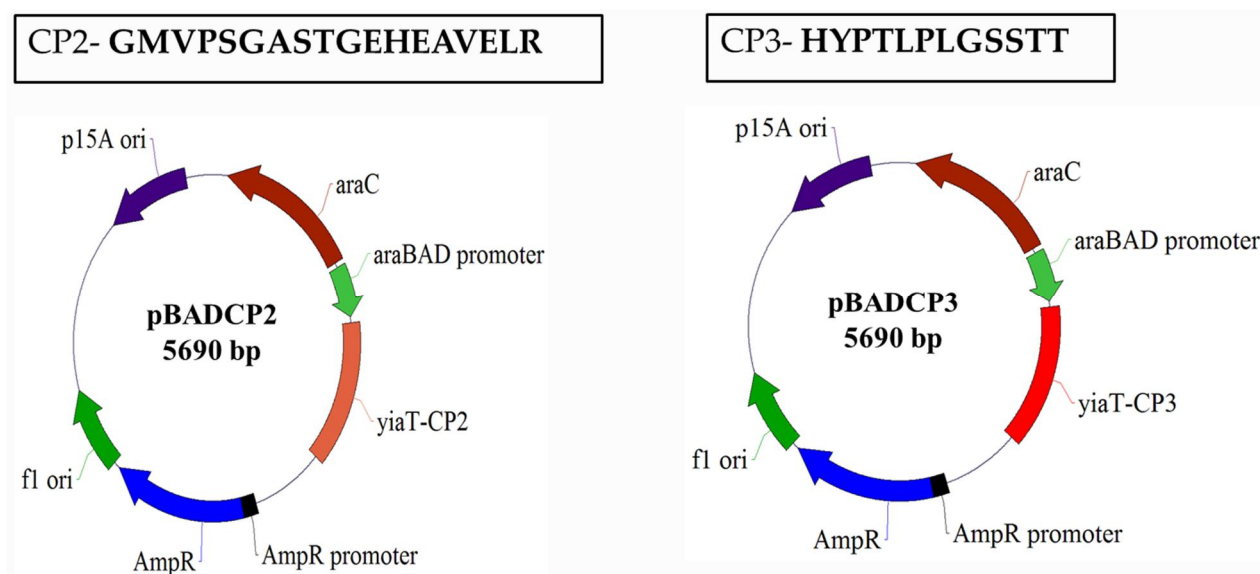 CP2- GMVPSGASTGEHEAVELR
CP3- HYPTLPLGSSTT
p15A ori
araC
araBAD promoter
pBADCP2
5690 bp
yiaT-CP2
f1 ori
AmpR
AmpR promoter
p15A ori
araC
araBAD promoter
pBADCP3
5690 bp
yiaT-CP3
f1 ori
AmpR
AmpR promoter